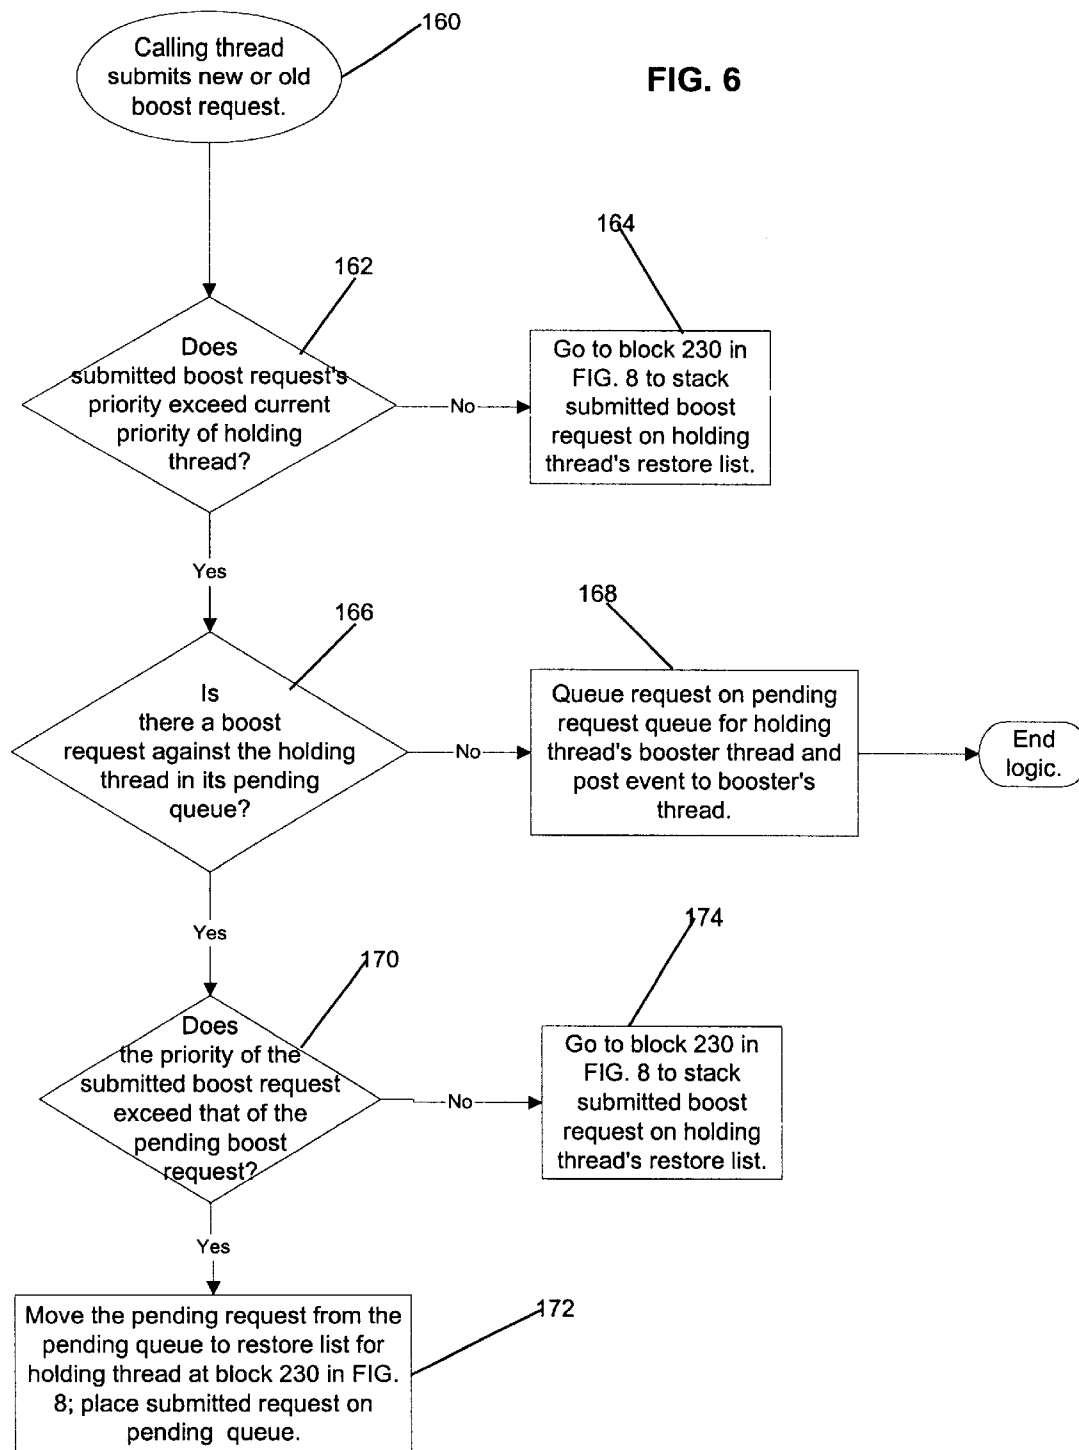 160
Calling thread
submits new or old
boost request.
FIG. 6
164
162
Does
submitted boost request's
priority exceed current
priority of holding
thread?
No
Go to block 230 in
FIG. 8 to stack
submitted boost
request on holding
thread's restore list.
Yes
166
168
Is
there a boost
request against the holding
thread in its pending
queue?
No
Queue request on pending
request queue for holding
thread's booster thread and
post event to booster's
thread.
End
logic.
Yes
170
174
Does
the priority of the
submitted boost request
exceed that of the
pending boost
request?
No
Go to block 230 in
FIG. 8 to stack
submitted boost
request on holding
thread's restore list.
Yes
172
Move the pending request from the
pending queue to restore list for
holding thread at block 230 in FIG.
8; place submitted request on
pending queue.